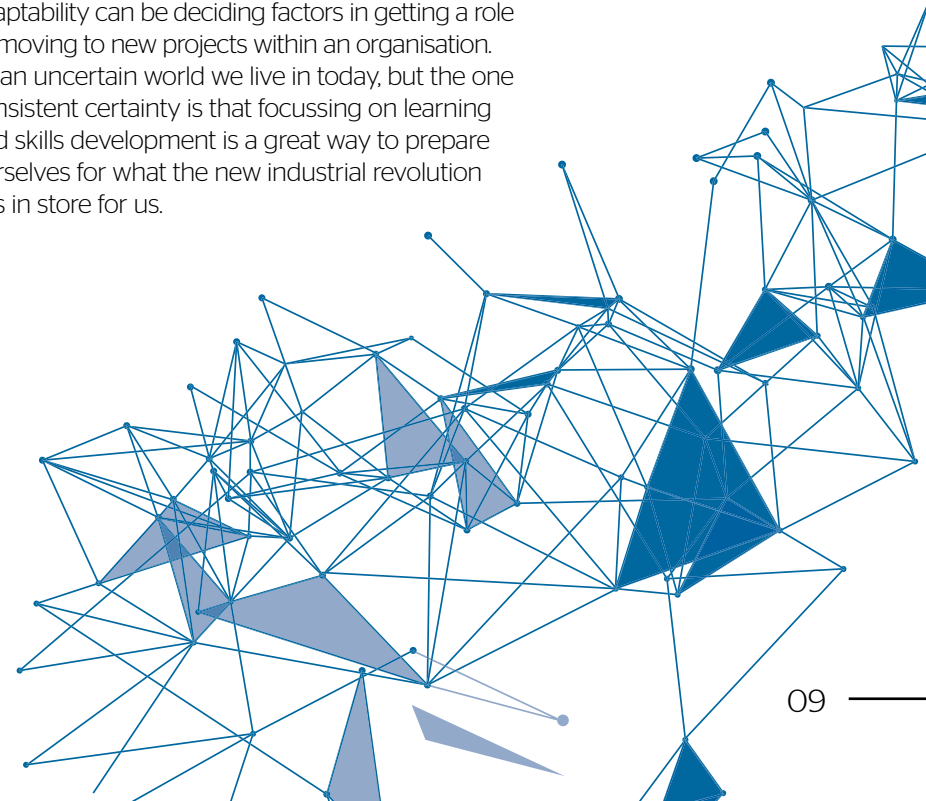 aptability can be deciding factors in getting a role
moving to new projects within an organisation.
an uncertain world we live in today, but the one
nsistent certainty is that focussing on learning
d skills development is a great way to prepare
rselves for what the new industrial revolution
s in store for us.
09